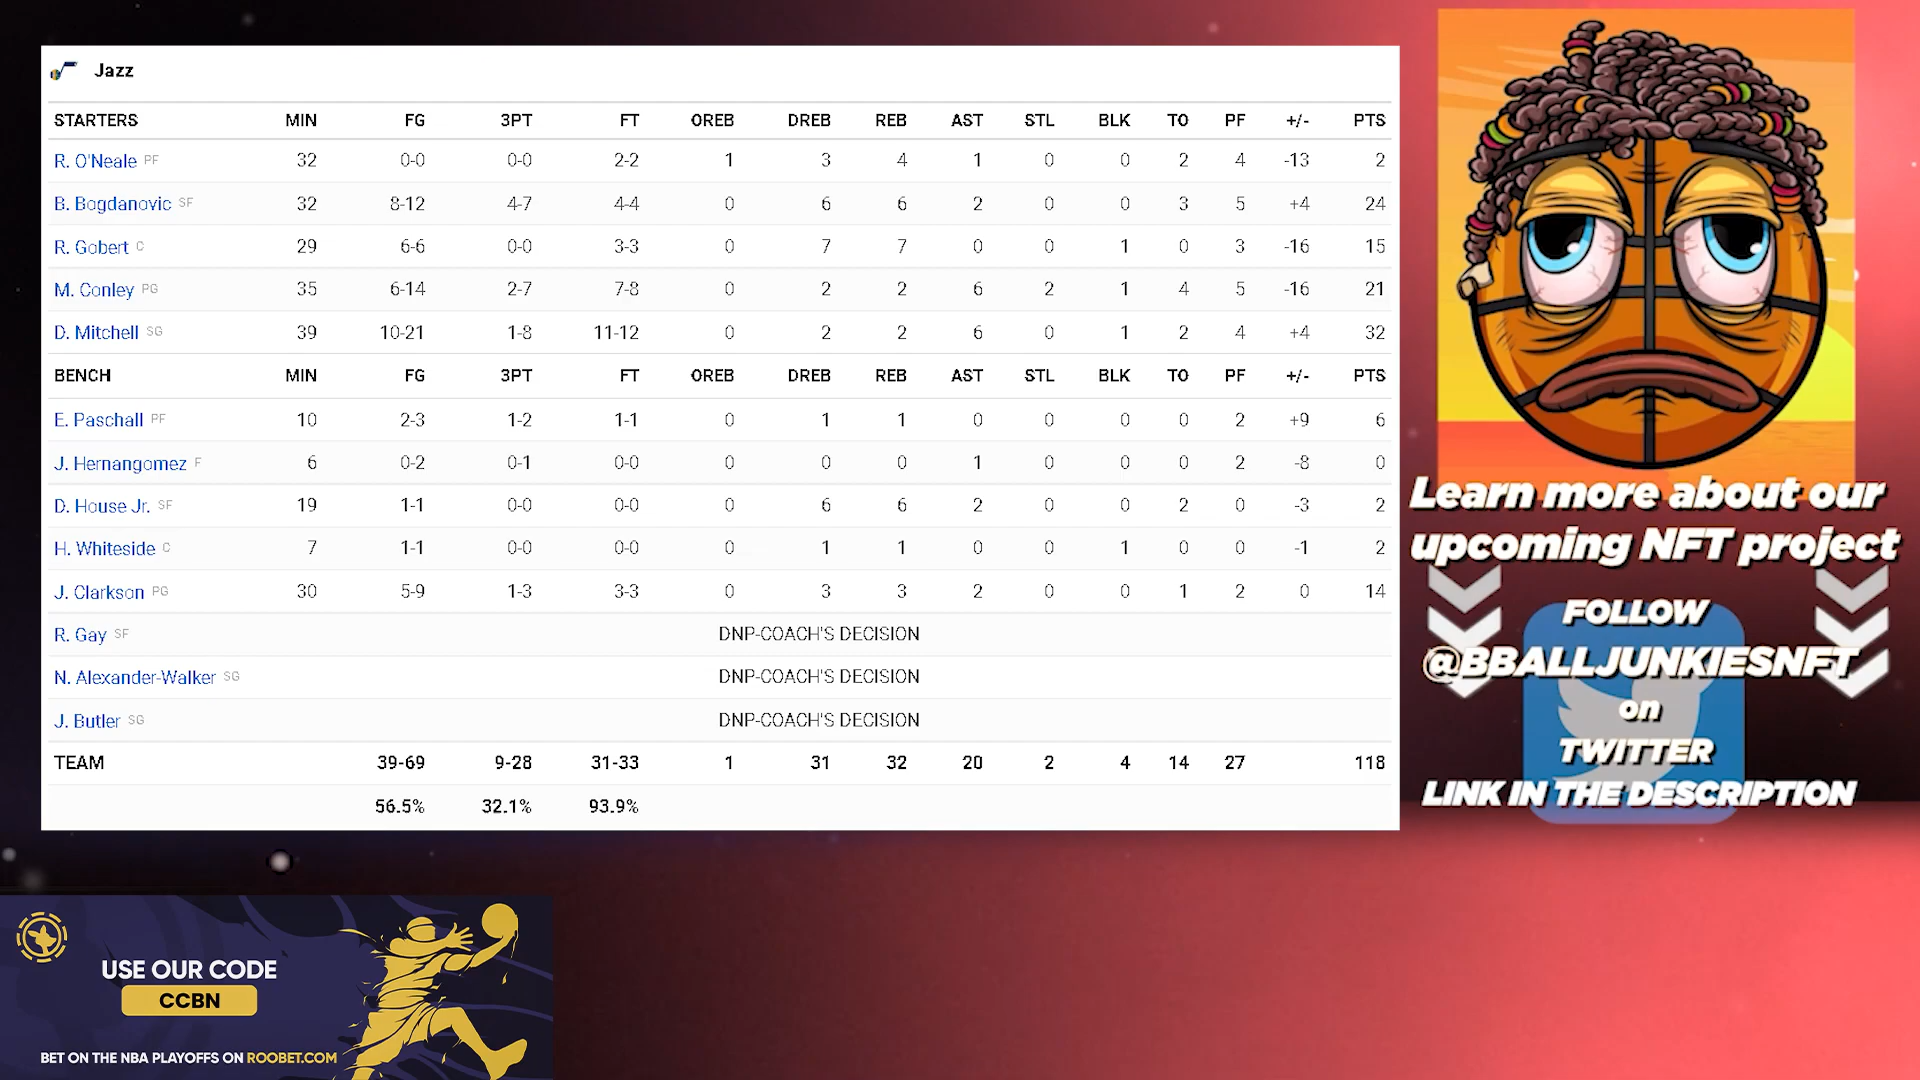 Jazz
STARTERS MIN FG 3PT FT OREB DREB REB AST STL BLK TO PF +/- PTS
R. O'Neale PF 32 0-0 0-0 2-2 1 3 4 1 0 0 2 4 -13 2
B. Bogdanovic SF 32 8-12 4-7 4-4 0 6 6 2 0 0 3 5 +4 24
R. Gobert C 29 6-6 0-0 3-3 0 7 7 0 0 1 0 3 -16 15
M. Conley PG 35 6-14 2-7 7-8 0 2 2 6 2 1 4 5 -16 21
D. Mitchell SG 39 10-21 1-8 11-12 0 2 2 6 0 1 2 4 +4 32
BENCH MIN FG 3PT FT OREB DREB REB AST STL BLK TO PF +/- PTS
E. Paschall PF 10 2-3 1-2 1-1 0 1 1 0 0 0 0 2 +9 6
J. Hernangomez F 6 0-2 0-1 0-0 0 0 0 1 0 0 0 2 -8 0
D. House Jr. SF 19 1-1 0-0 0-0 0 6 6 2 0 0 2 0 -3 2
H. Whiteside C 7 1-1 0-0 0-0 0 1 1 0 0 1 0 0 -1 2
J. Clarkson PG 30 5-9 1-3 3-3 0 3 3 2 0 0 1 2 0 14
R. Gay SF DNP-COACH'S DECISION
N. Alexander-Walker SG DNP-COACH'S DECISION
J. Butler SG DNP-COACH'S DECISION
TEAM 39-69 9-28 31-33 1 31 32 20 2 4 14 27 118
56.5% 32.1% 93.9%
Learn more about our
upcoming NFT project
FOLLOW
@BBALLJUNKIESNFT
on
TWITTER
LINK IN THE DESCRIPTION
USE OUR CODE
CCBN
BET ON THE NBA PLAYOFFS ON ROOBET.COM